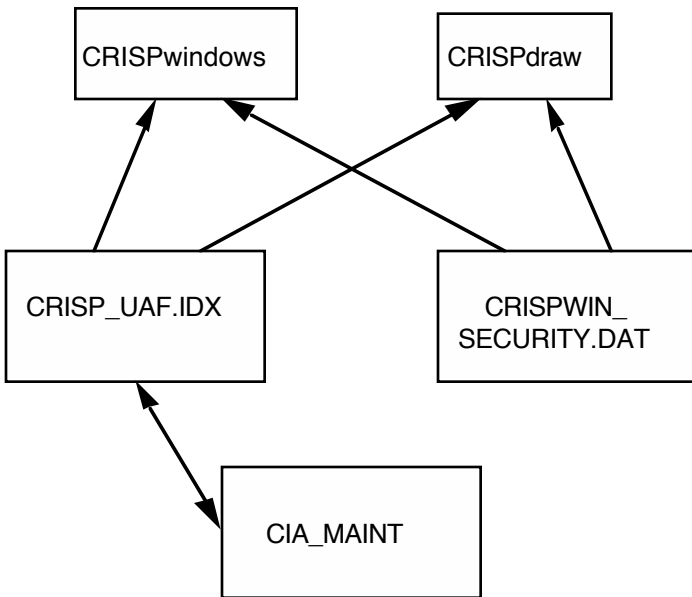 CRISPwindows
CRISPdraw
CRISP_UAF.IDX
CRISPWIN_
SECURITY.DAT
CIA_MAINT